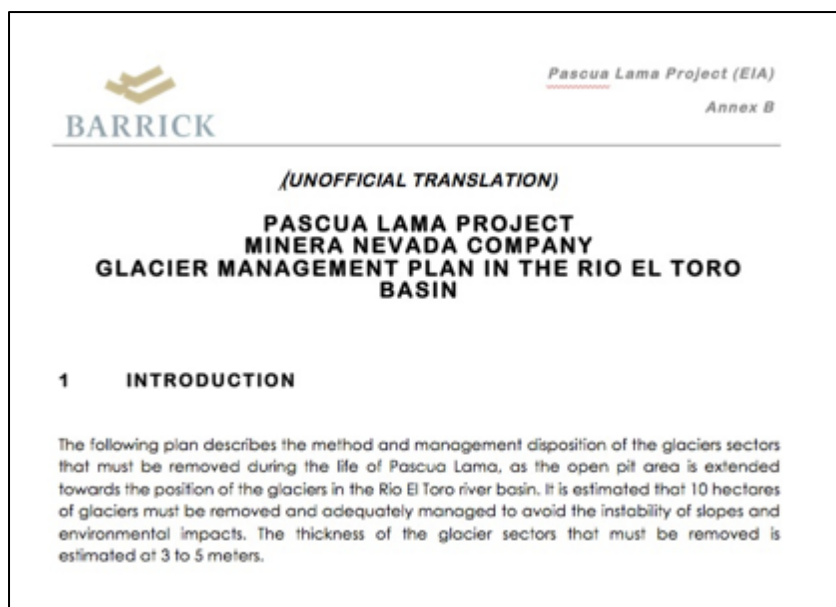 BARRICK
Pascua Lama Project (EIA)
Annex B
(UNOFFICIAL TRANSLATION)
PASCUA LAMA PROJECT
MINERA NEVADA COMPANY
GLACIER MANAGEMENT PLAN IN THE RIO EL TORO
BASIN
1 INTRODUCTION
The following plan describes the method and management disposition of the glaciers sectors
that must be removed during the life of Pascua Lama, as the open pit area is extended
towards the position of the glaciers in the Rio El Toro river basin. It is estimated that 10 hectares
of glaciers must be removed and adequately managed to avoid the instability of slopes and
environmental impacts. The thickness of the glacier sectors that must be removed is
estimated at 3 to 5 meters.